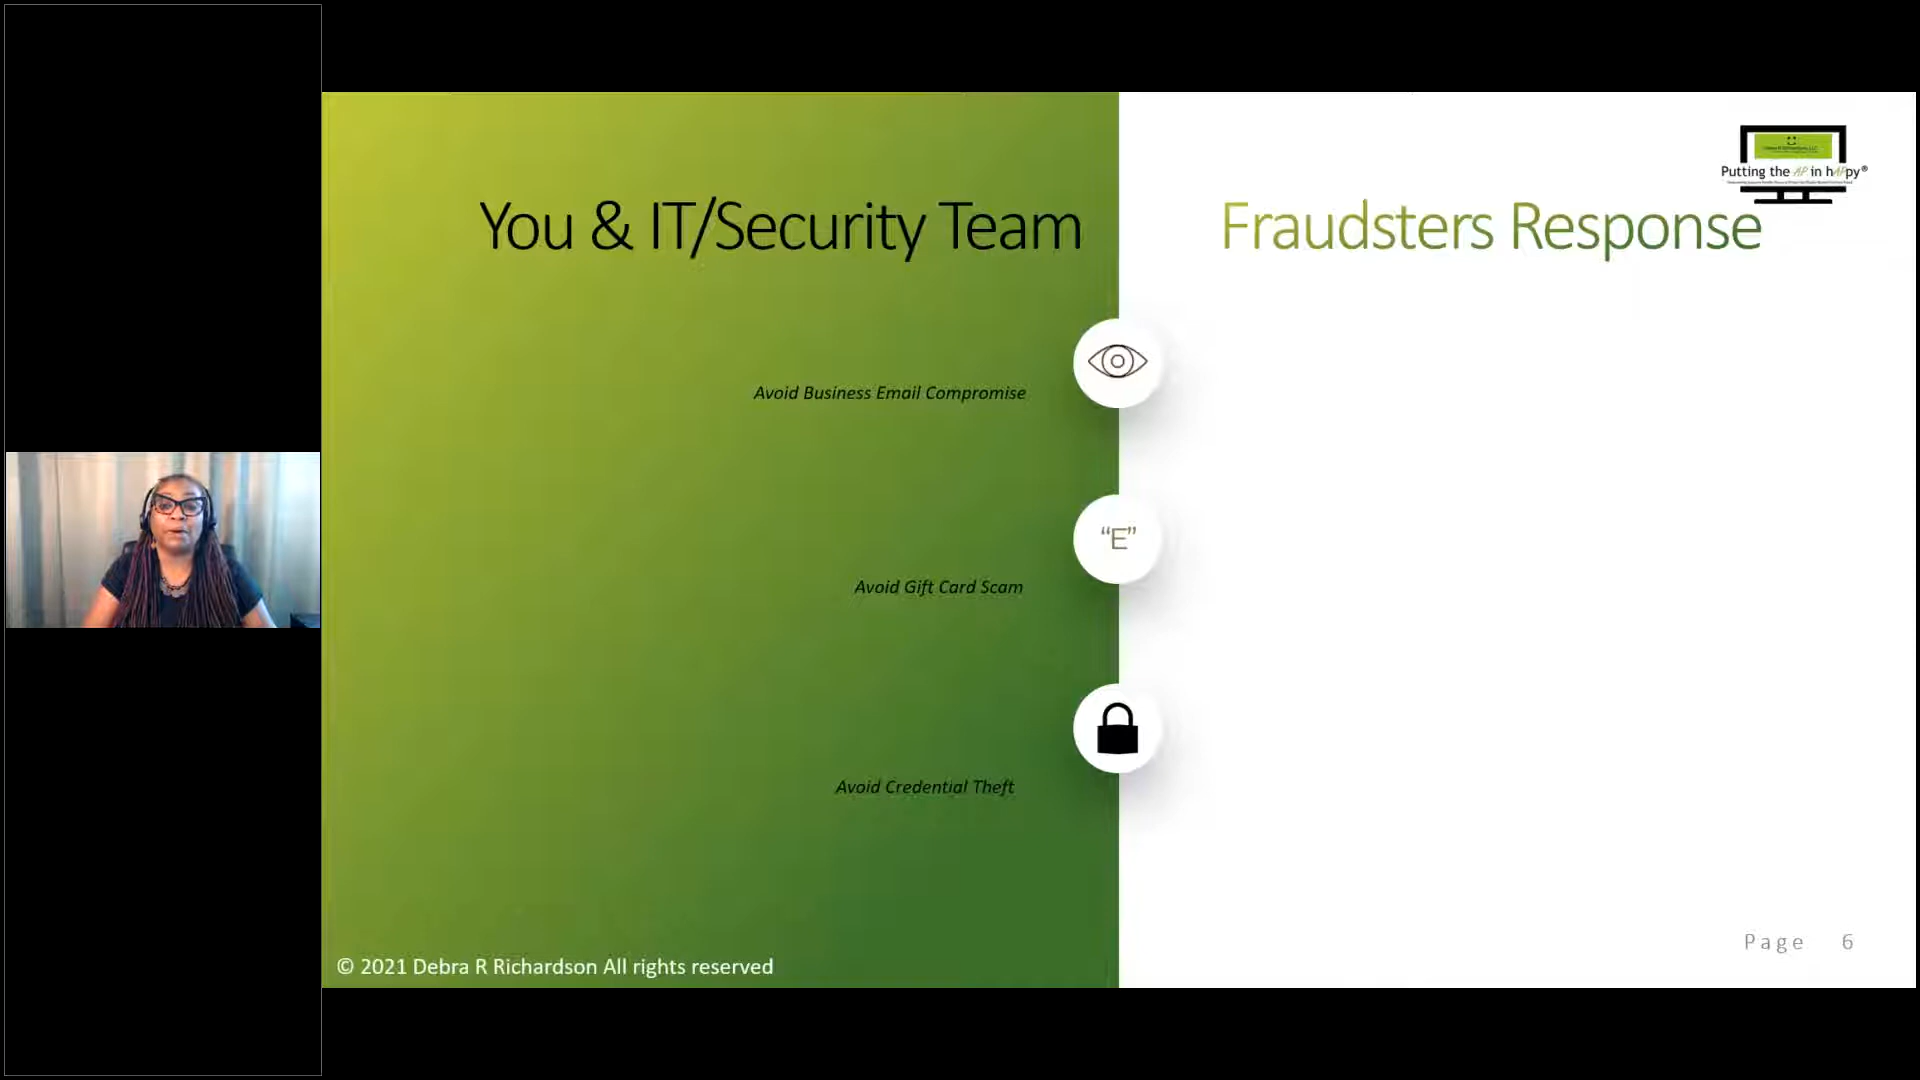 Putting the AP in hAPpy®
You & IT/Security Team
Fraudsters Response
Avoid Business Email Compromise
“E”
Avoid Gift Card Scam
Avoid Credential Theft
Page 6
© 2021 Debra R Richardson All rights reserved